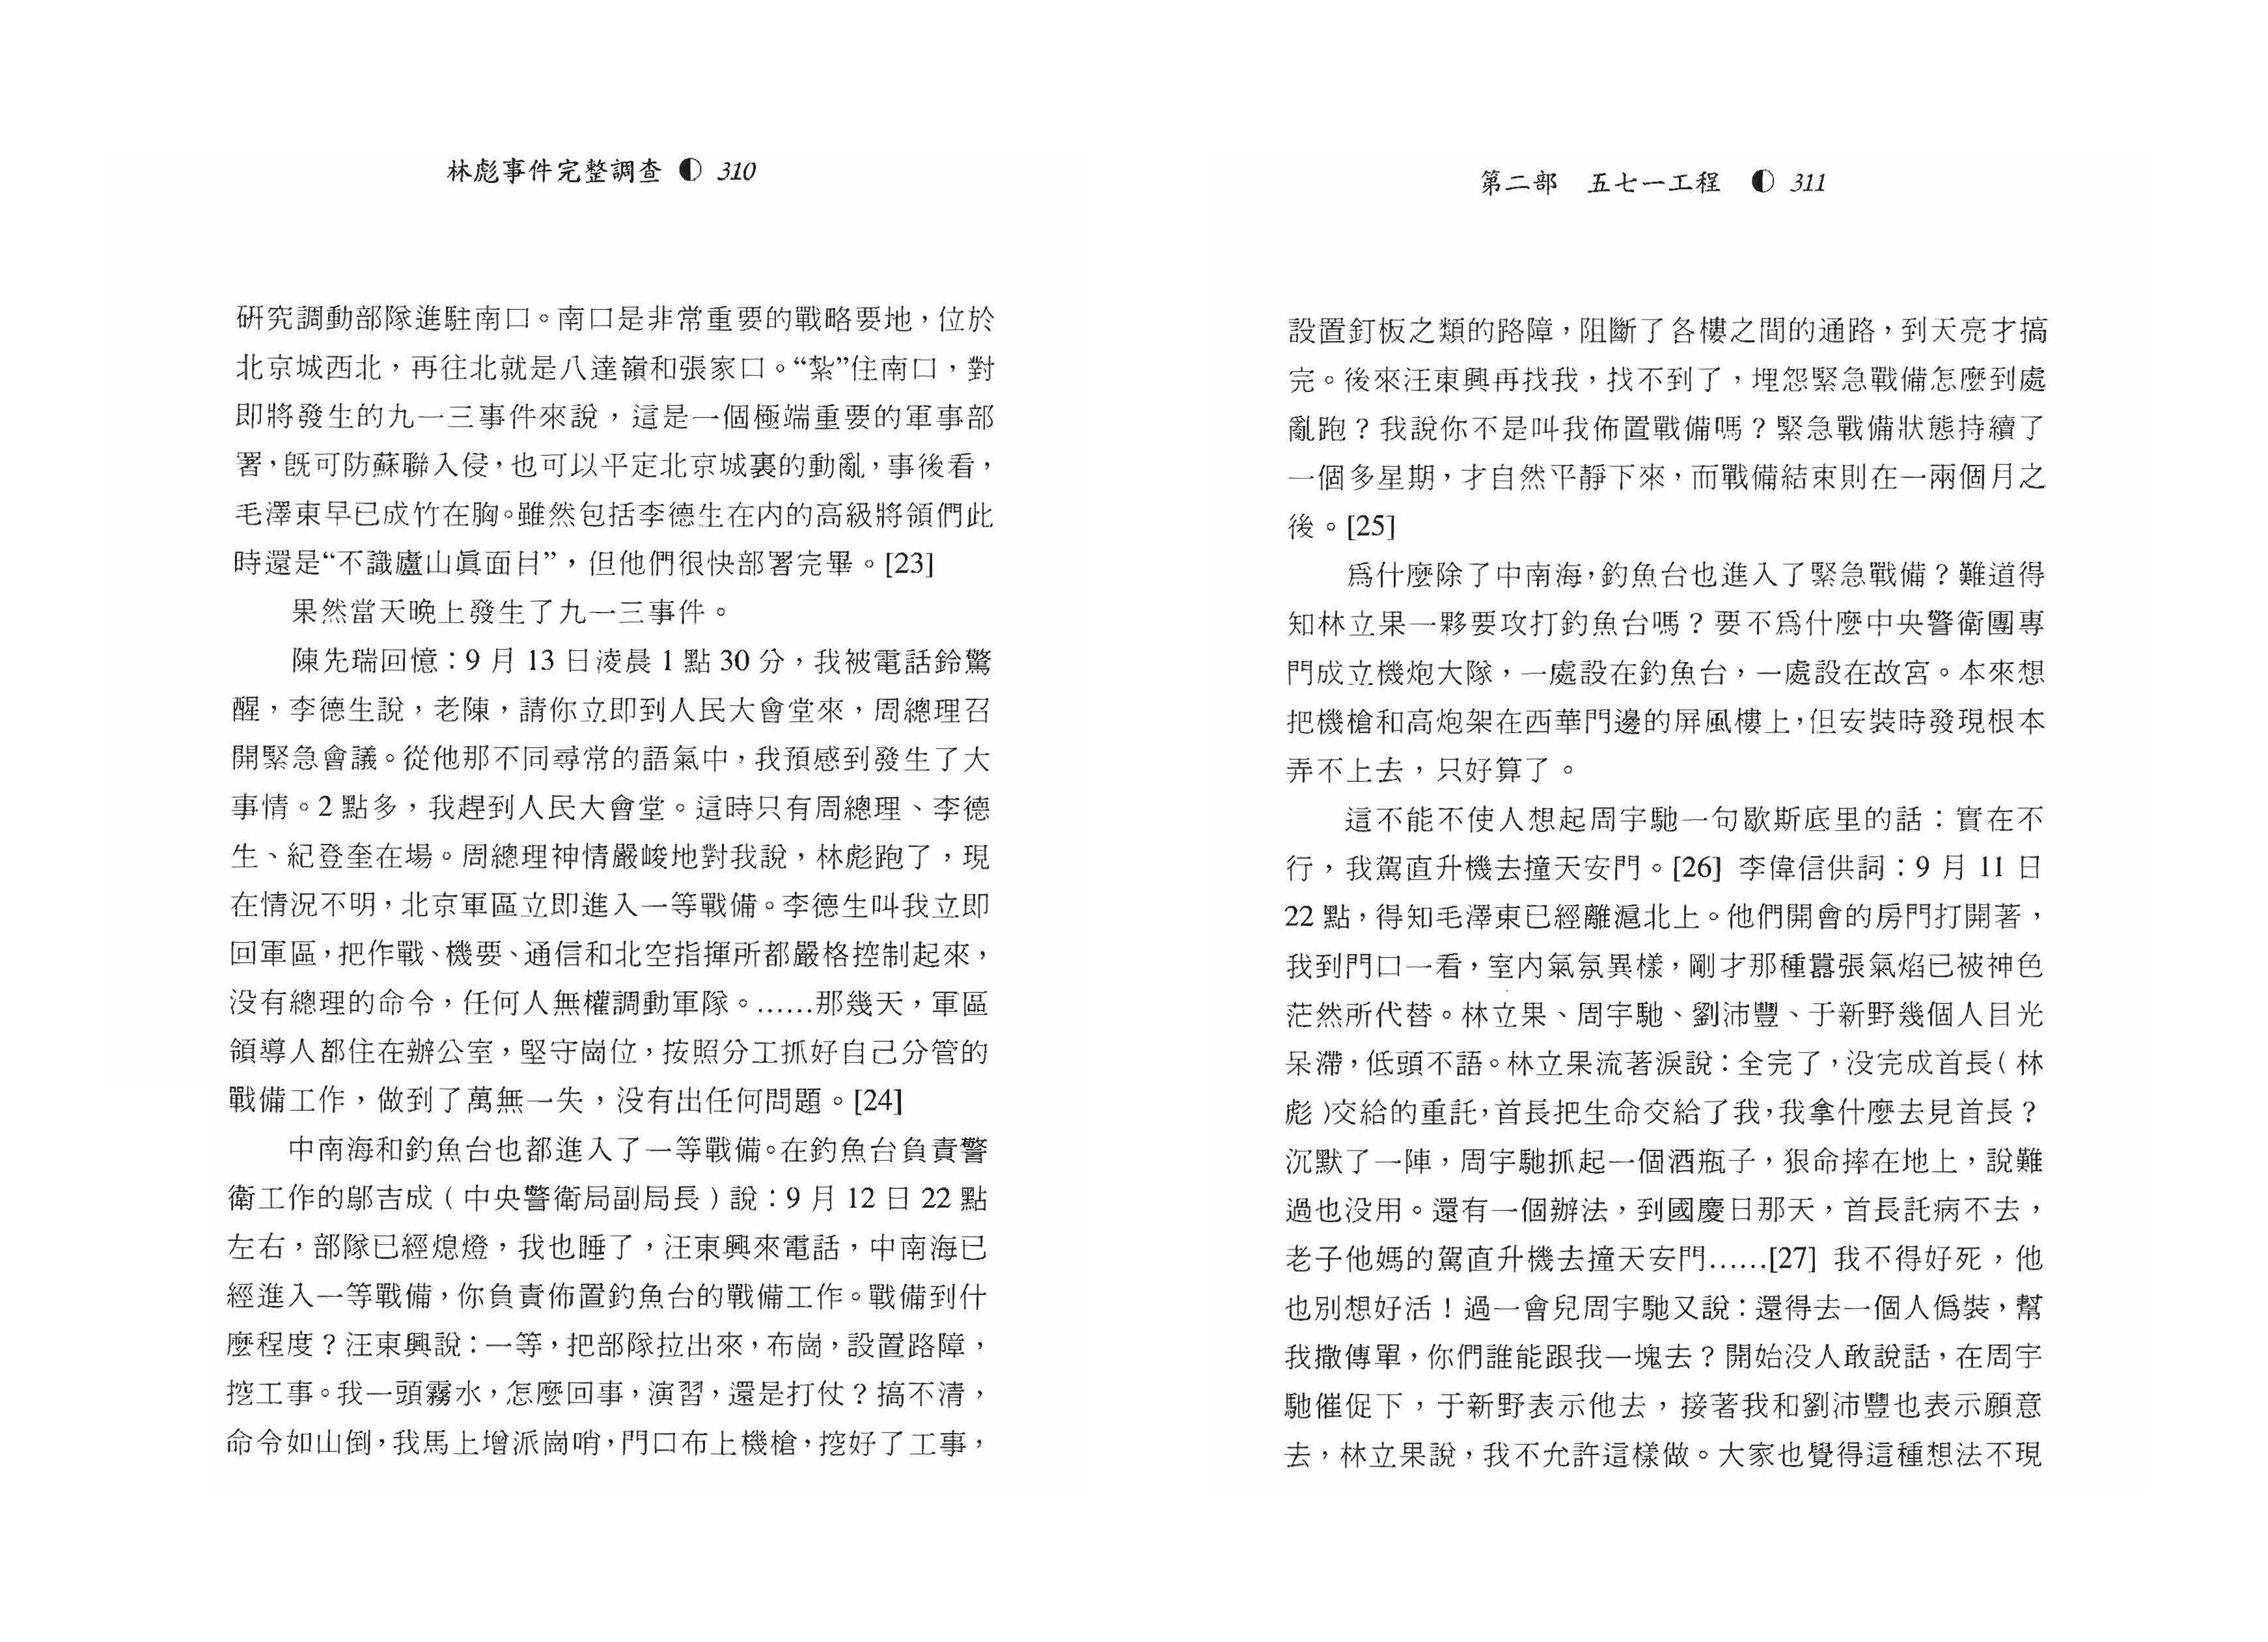 林彪事件完整調查 ◐ 310
研究調動部隊進駐南口。南口是非常重要的戰略要地，位於
北京城西北，再往北就是八達嶺和張家口。“紮”住南口，對
即將發生的九一三事件來說，這是一個極端重要的軍事部
署，既可防蘇聯入侵，也可以平定北京城裏的動亂，事後看，
毛澤東早已成竹在胸。雖然包括李德生在内的高級將領們此
時還是“不識廬山眞面目”，但他們很快部署完畢。[23]
果然當天晚上發生了九一三事件。
陳先瑞回憶：9 月 13 日淩晨 1 點 30 分，我被電話鈴驚
醒，李德生說，老陳，請你立即到人民大會堂來，周總理召
開緊急會議。從他那不同尋常的語氣中，我預感到發生了大
事情。2 點多，我趕到人民大會堂。這時只有周總理、李德
生、紀登奎在場。周總理神情嚴峻地對我說，林彪跑了，現
在情況不明，北京軍區立即進入一等戰備。李德生叫我立即
回軍區，把作戰、機要、通信和北空指揮所都嚴格控制起來，
没有總理的命令，任何人無權調動軍隊。……那幾天，軍區
領導人都住在辦公室，堅守崗位，按照分工抓好自己分管的
戰備工作，做到了萬無一失，没有出任何問題。[24]
中南海和釣魚台也都進入了一等戰備。在釣魚台負責警
衛工作的鄔吉成（中央警衛局副局長）說：9 月 12 日 22 點
左右，部隊已經熄燈，我也睡了，汪東興來電話，中南海已
經進入一等戰備，你負責佈置釣魚台的戰備工作。戰備到什
麼程度？汪東興說：一等，把部隊拉出來，布崗，設置路障，
挖工事。我一頭霧水，怎麼回事，演習，還是打仗？搞不清，
命令如山倒，我馬上增派崗哨，門口布上機槍，挖好了工事，
第二部　五七一工程 ◐ 311
設置釘板之類的路障，阻斷了各樓之間的通路，到天亮才搞
完。後來汪東興再找我，找不到了，埋怨緊急戰備怎麼到處
亂跑？我說你不是叫我佈置戰備嗎？緊急戰備狀態持續了
一個多星期，才自然平靜下來，而戰備結束則在一兩個月之
後。[25]
爲什麼除了中南海，釣魚台也進入了緊急戰備？難道得
知林立果一夥要攻打釣魚台嗎？要不爲什麼中央警衛團專
門成立機炮大隊，一處設在釣魚台，一處設在故宮。本來想
把機槍和高炮架在西華門邊的屏風樓上，但安裝時發現根本
弄不上去，只好算了。
這不能不使人想起周宇馳一句歇斯底里的話：實在不
行，我駕直升機去撞天安門。[26] 李偉信供詞：9 月 11 日
22 點，得知毛澤東已經離滬北上。他們開會的房門打開著，
我到門口一看，室内氣氛異樣，剛才那種囂張氣焰已被神色
茫然所代替。林立果、周宇馳、劉沛豐、于新野幾個人目光
呆滯，低頭不語。林立果流著淚說：全完了，没完成首長（林
彪）交給的重託，首長把生命交給了我，我拿什麼去見首長？
沉默了一陣，周宇馳抓起一個酒瓶子，狠命摔在地上，說難
過也没用。還有一個辦法，到國慶日那天，首長託病不去，
老子他媽的駕直升機去撞天安門……[27] 我不得好死，他
也別想好活！過一會兒周宇馳又說：還得去一個人僞裝，幫
我撒傳單，你們誰能跟我一塊去？開始没人敢說話，在周宇
馳催促下，于新野表示他去，接著我和劉沛豐也表示願意
去，林立果說，我不允許這樣做。大家也覺得這種想法不現